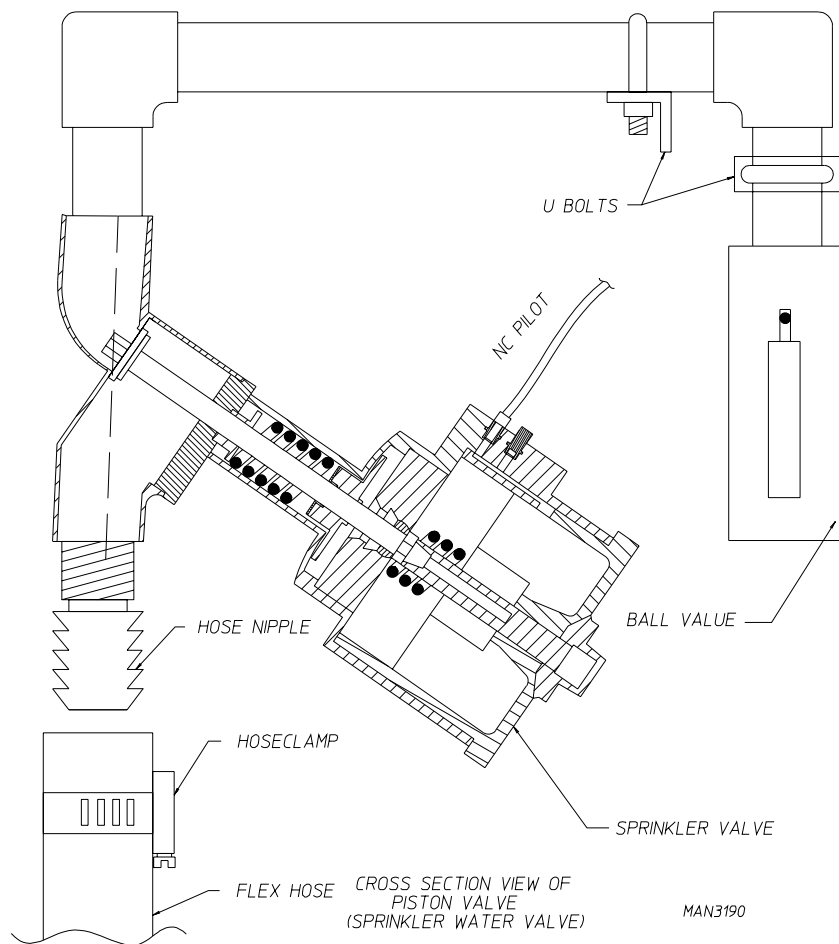 U BOLTS
NC PILOT
BALL VALUE
HOSE NIPPLE
HOSECLAMP
SPRINKLER VALVE
FLEX HOSE
CROSS SECTION VIEW OF
PISTON VALVE
(SPRINKLER WATER VALVE)
MAN3190